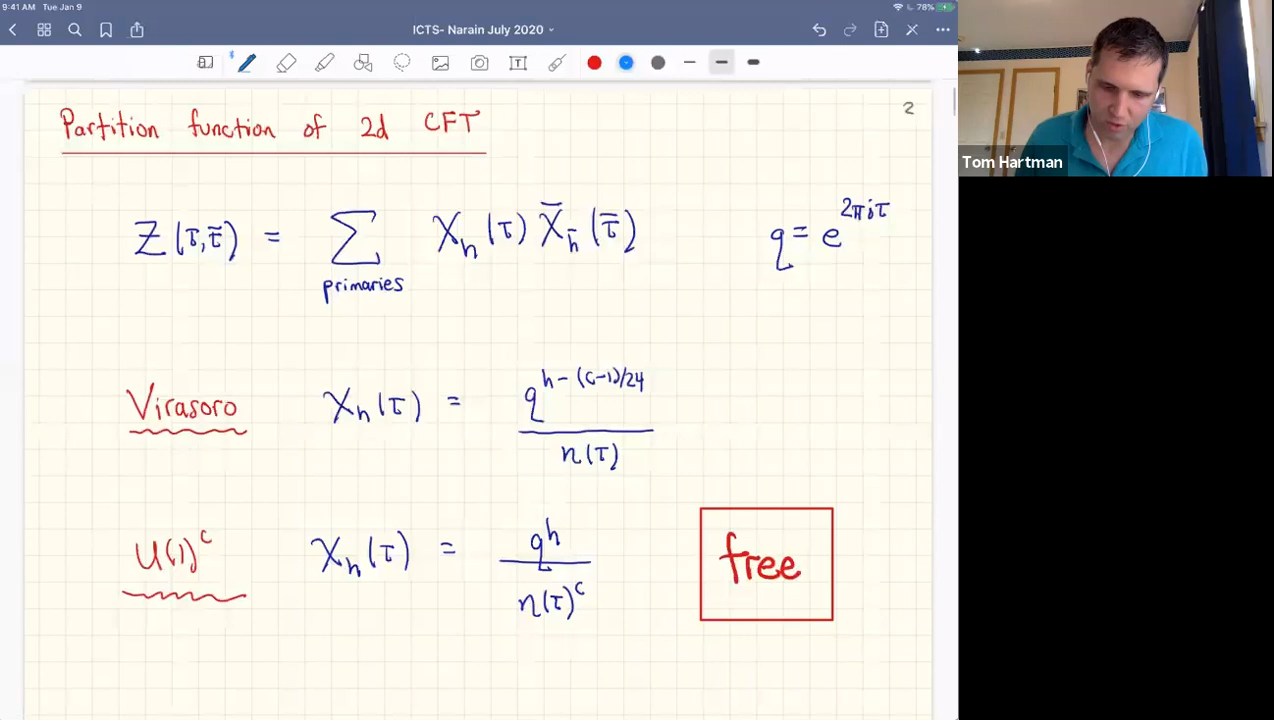 9:41 AM Tue Jan 9
78%
ICTS- Narain July 2020
Partition function of 2d CFT
2
Z(τ,τ̄) = Σ χ_h(τ) χ̄_h̄(τ̄)
primaries
q = e^{2πiτ}
Virasoro χ_h(τ) = q^{h-(c-1)/24} / η(τ)
U(1)^c χ_h(τ) = q^h / η(τ)^c
free
Tom Hartman